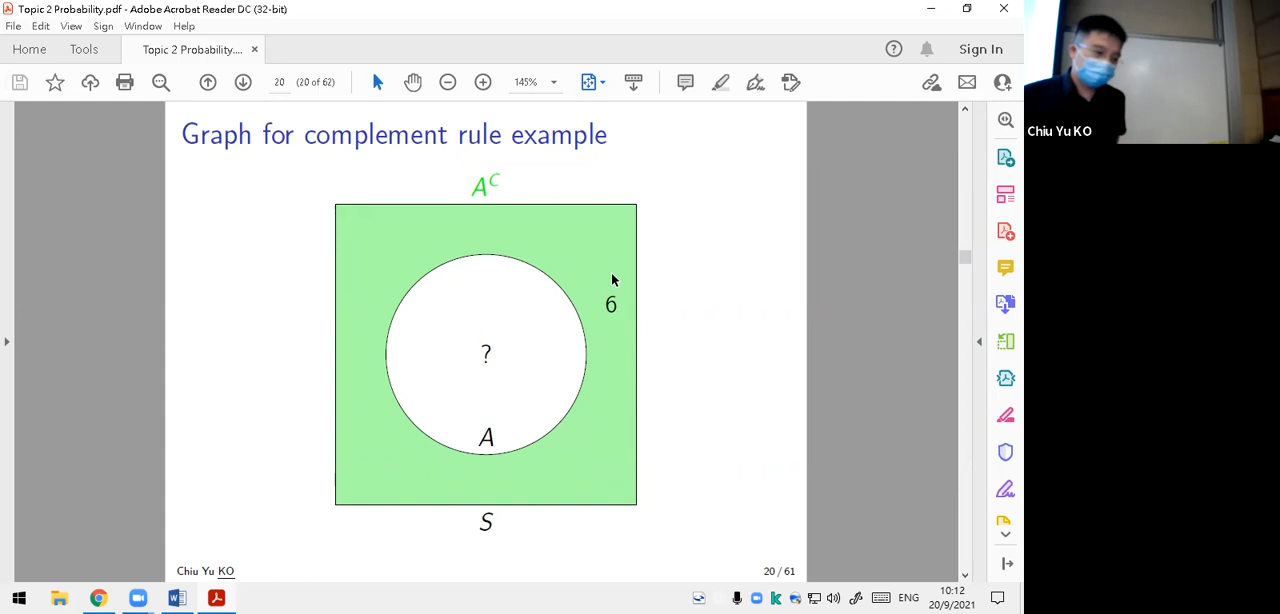 Topic 2 Probability.pdf - Adobe Acrobat Reader DC (32-bit)
File Edit View Sign Window Help
Home Tools Topic 2 Probability.... × Sign In
20 (20 of 62) 145%
Chiu Yu KO
Graph for complement rule example
A^C
6
?
A
S
Chiu Yu KO 20 / 61
ENG 10:12
20/9/2021